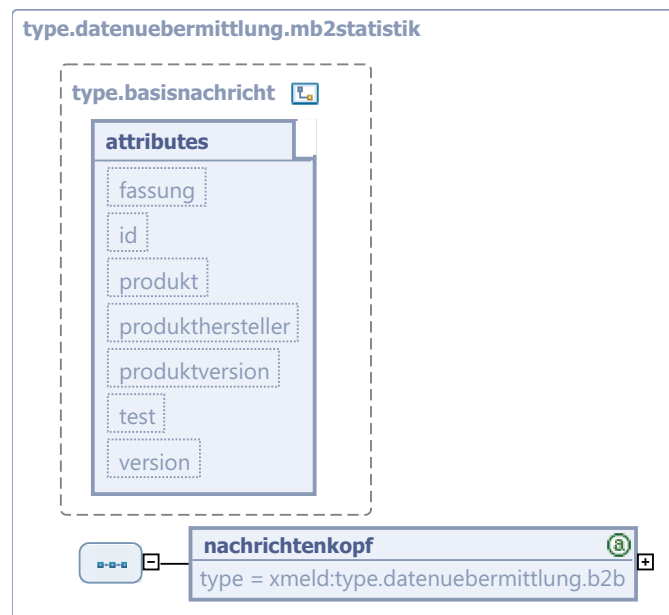 type.datenuebermittlung.mb2statistik
type.basisnachricht
attributes
fassung
id
produkt
produkthersteller
produktversion
test
version
nachrichtenkopf
a
type = xmeld:type.datenuebermittlung.b2b